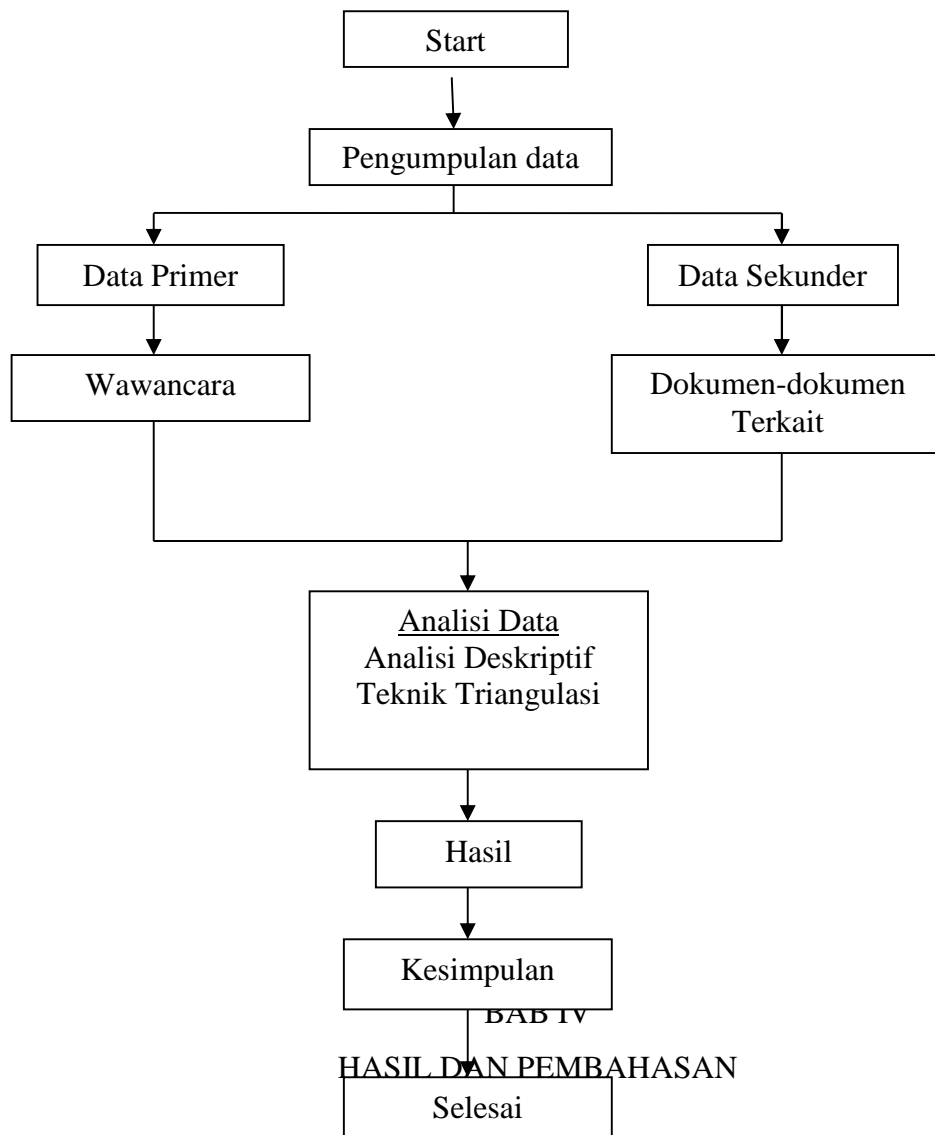 Start
Pengumpulan data
Data Primer
Data Sekunder
Wawancara
Dokumen-dokumen
Terkait
Analisi Data
Analisi Deskriptif
Teknik Triangulasi
Hasil
Kesimpulan
BAB IV
HASIL DAN PEMBAHASAN
Selesai